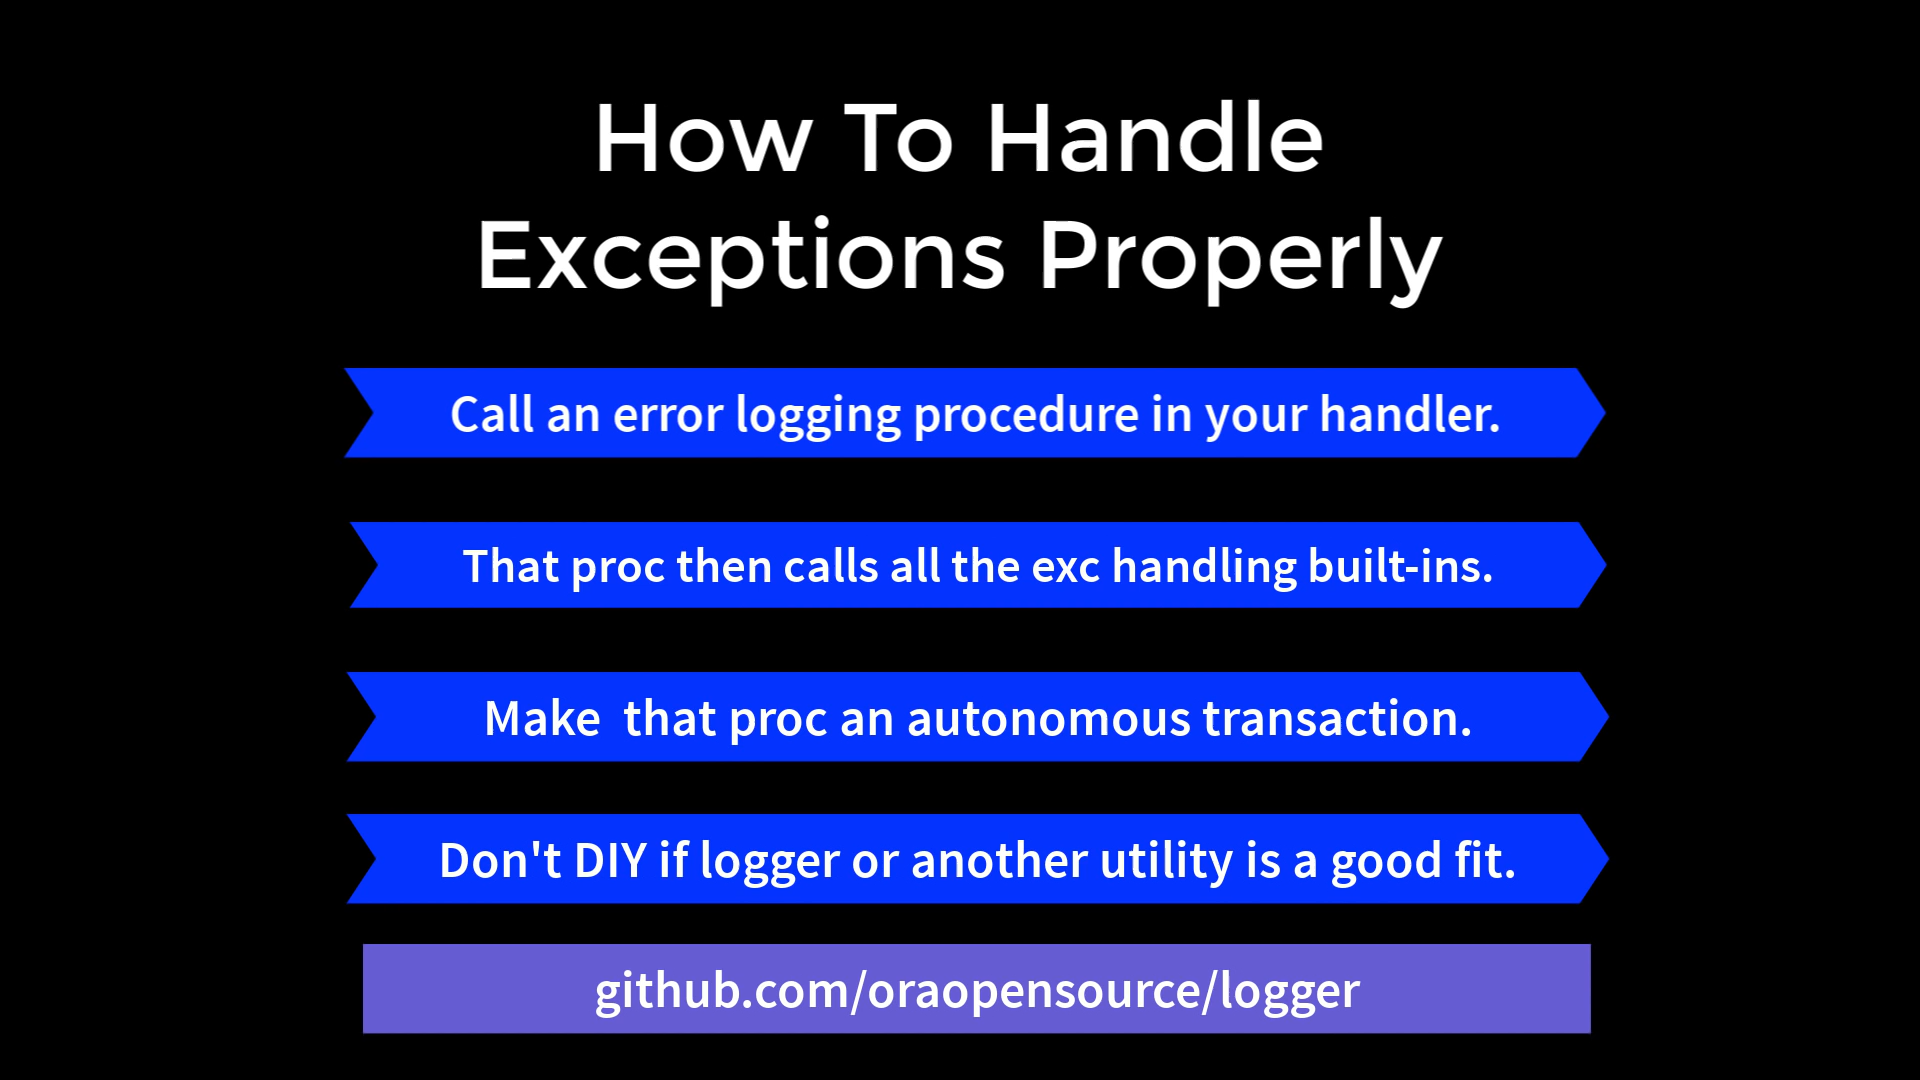 How To Handle
Exceptions Properly
Call an error logging procedure in your handler.
That proc then calls all the exc handling built-ins.
Make  that proc an autonomous transaction.
Don't DIY if logger or another utility is a good fit.
github.com/oraopensource/logger